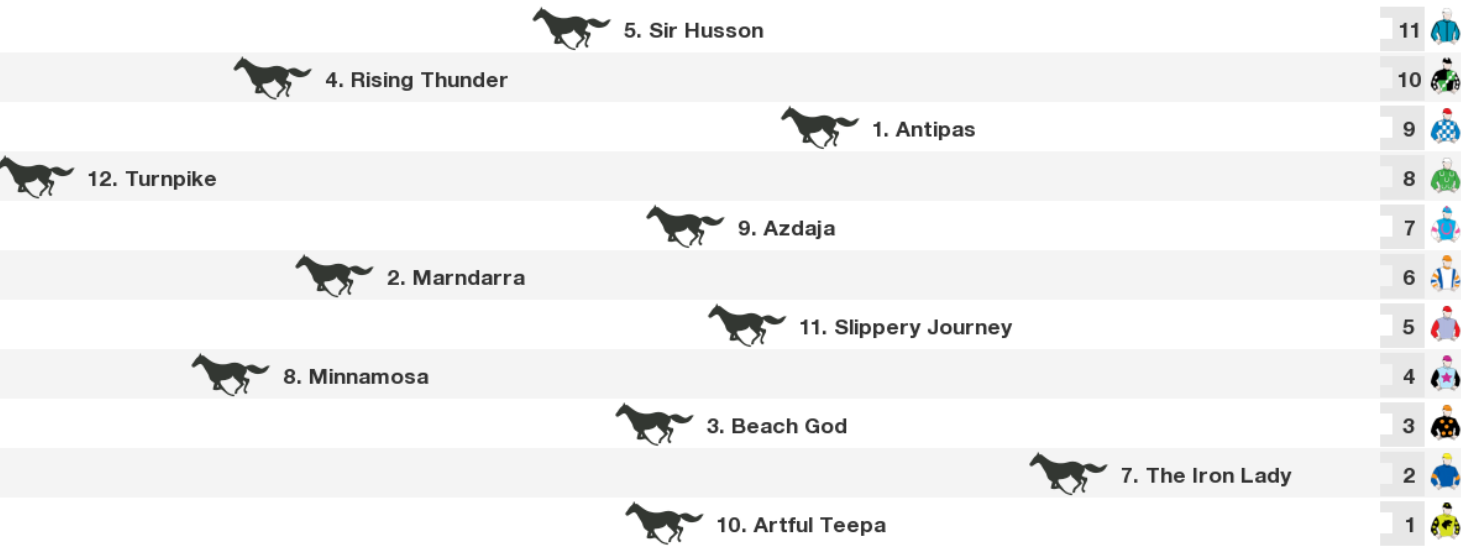 5. Sir Husson 11
4. Rising Thunder 10
1. Antipas 9
12. Turnpike 8
9. Azdaja 7
2. Marndarra 6
11. Slippery Journey 5
8. Minnamosa 4
3. Beach God 3
7. The Iron Lady 2
10. Artful Teepa 1